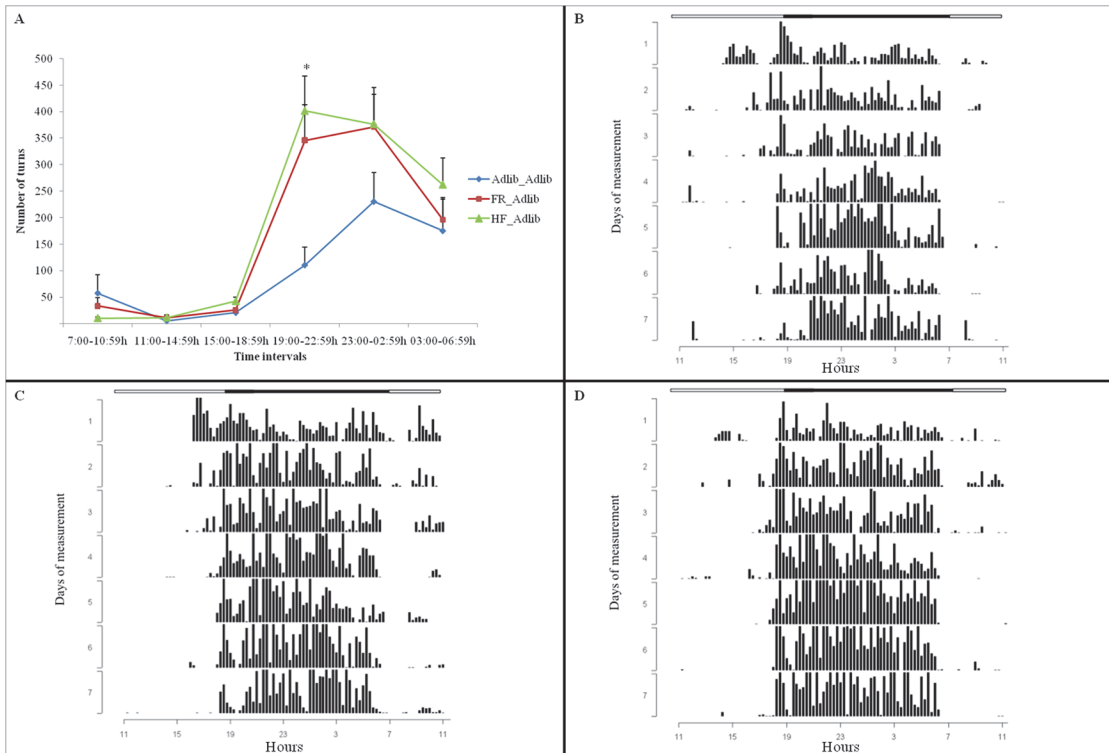 A
500
450
400
350
300
250
200
150
100
50
*
Number of turns
Adlib_Adlib
FR_Adlib
HF_Adlib
7:00-10:59h 11:00-14:59h 15:00-18:59h 19:00-22:59h 23:00-02:59h 03:00-06:59h
Time intervals
B
Days of measurement
1
2
3
4
5
6
7
11 15 19 23 3 7 11
Hours
C
Days of measurement
1
2
3
4
5
6
7
11 15 19 23 3 7 11
Hours
D
Days of measurement
1
2
3
4
5
6
7
11 15 19 23 3 7 11
Hours